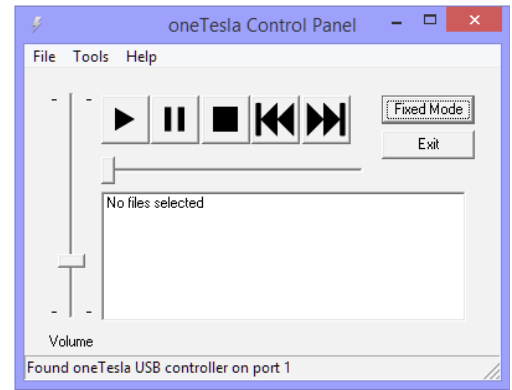 oneTesla Control Panel
File Tools Help
Fixed Mode
Exit
No files selected
Volume
Found oneTesla USB controller on port 1